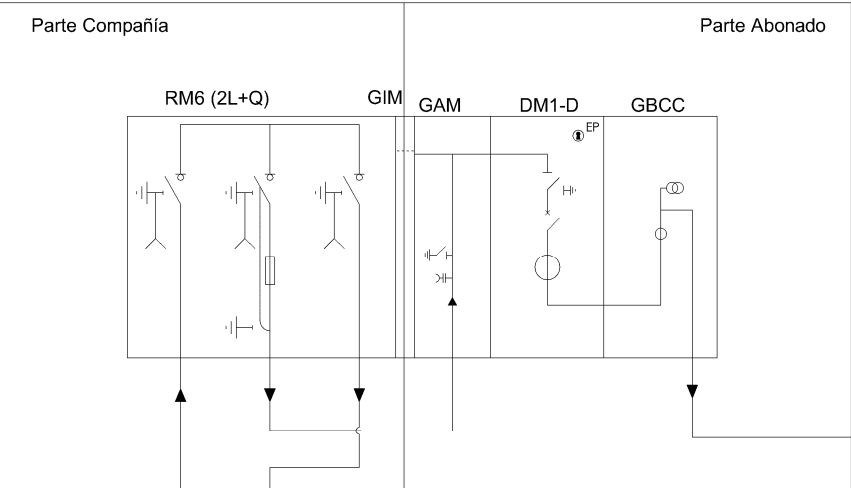 Parte Compañía
Parte Abonado
RM6 (2L+Q)
GIM
GAM
DM1-D
GBCC
EP